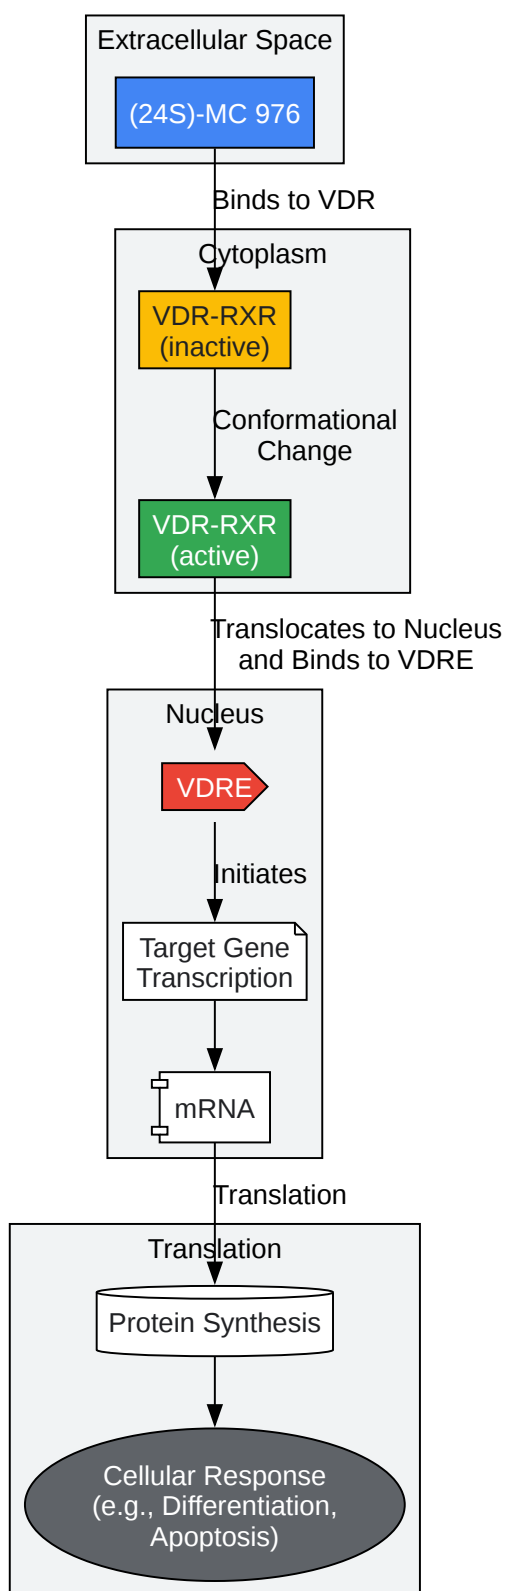 Extracellular Space
(24S)-MC 976
Binds to VDR
Cytoplasm
VDR-RXR
(inactive)
Conformational
Change
VDR-RXR
(active)
Translocates to Nucleus
and Binds to VDRE
Nucleus
VDRE
Initiates
Target Gene
Transcription
mRNA
Translation
Translation
Protein Synthesis
Cellular Response
(e.g., Differentiation,
Apoptosis)